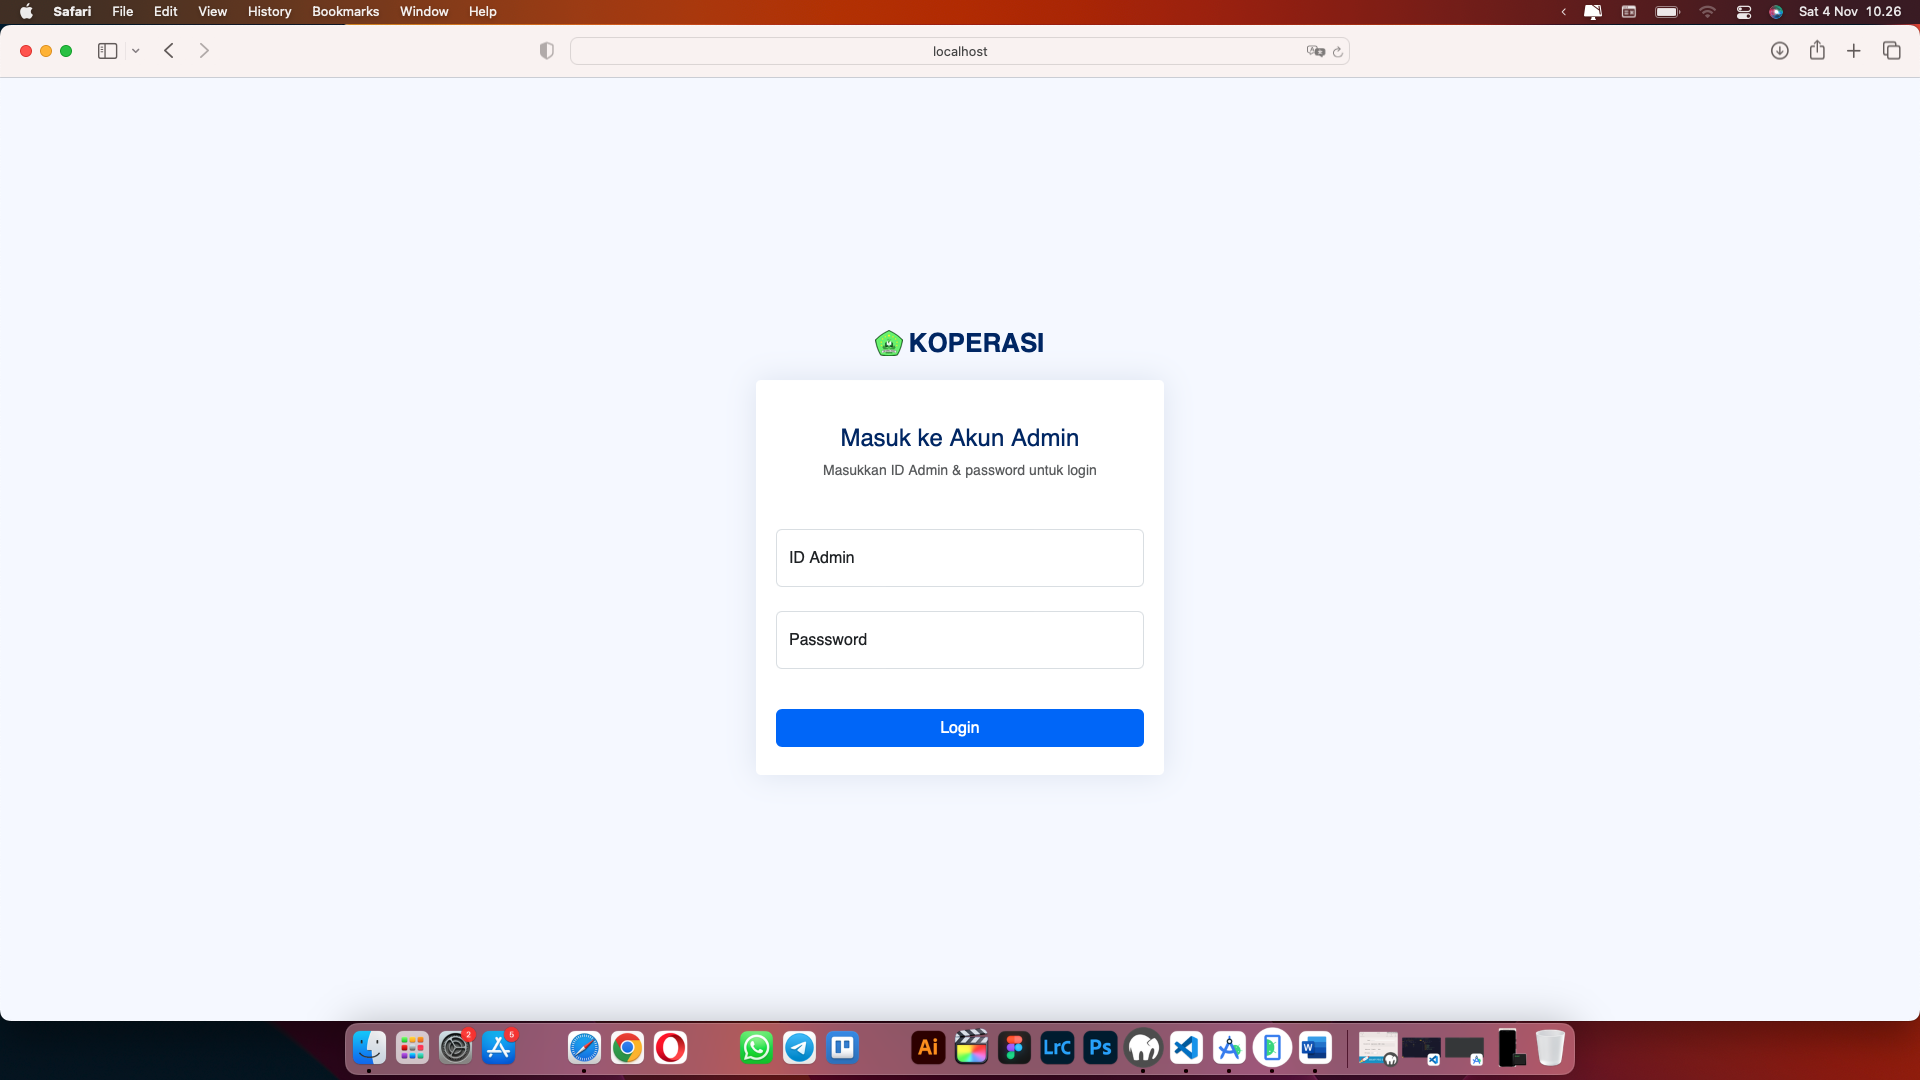 Safari File Edit View History Bookmarks Window Help
Sat 4 Nov 10.26
localhost
KOPERASI
Masuk ke Akun Admin
Masukkan ID Admin & password untuk login
ID Admin
Passsword
Login
2
5
Ai
LrC
Ps
W